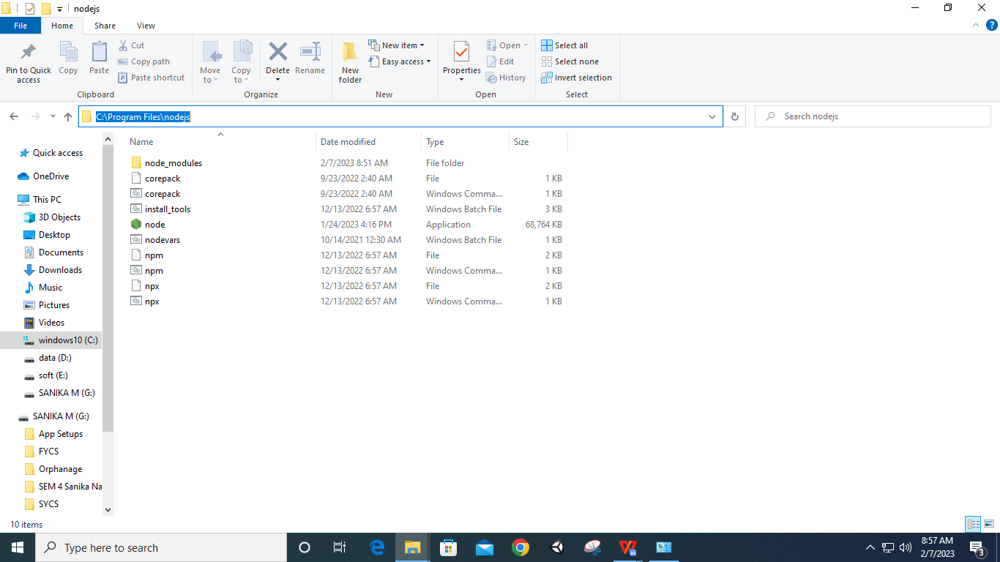 nodejs
File Home Share View
Pin to Quick access
Copy
Paste
Cut
Copy path
Paste shortcut
Clipboard
Move to
Copy to
Delete
Rename
Organize
New folder
New item
Easy access
New
Properties
Open
Edit
History
Open
Select all
Select none
Invert selection
Select
C:\Program Files\nodejs
Search nodejs
Quick access
OneDrive
This PC
3D Objects
Desktop
Documents
Downloads
Music
Pictures
Videos
windows10 (C:)
data (D:)
soft (E:)
SANIKA M (G:)
SANIKA M (G:)
App Setups
FYCS
Orphanage
SEM 4 Sanika Na
SYCS
Name Date modified Type Size
node_modules 2/7/2023 8:51 AM File folder
corepack 9/23/2022 2:40 AM File 1 KB
corepack 9/23/2022 2:40 AM Windows Comma... 1 KB
install_tools 12/13/2022 6:57 AM Windows Batch File 3 KB
node 1/24/2023 4:16 PM Application 68,764 KB
nodevars 10/14/2021 12:30 AM Windows Batch File 1 KB
npm 12/13/2022 6:57 AM File 2 KB
npm 12/13/2022 6:57 AM Windows Comma... 1 KB
npx 12/13/2022 6:57 AM File 2 KB
npx 12/13/2022 6:57 AM Windows Comma... 1 KB
10 items
Type here to search
8:57 AM
2/7/2023
3